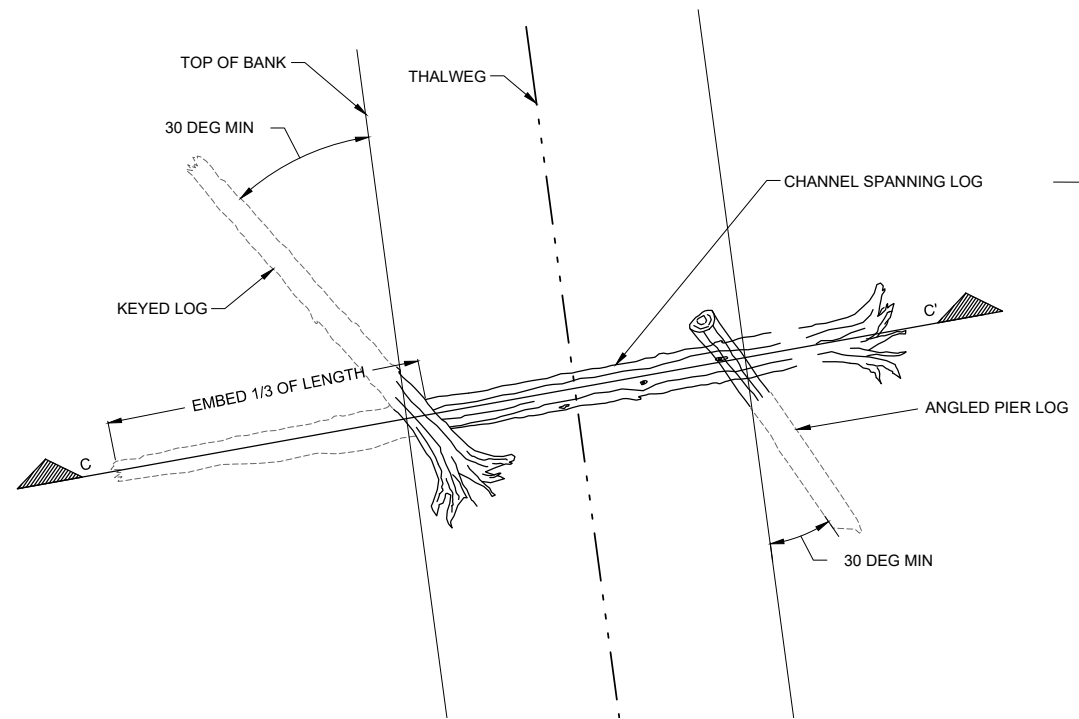 TOP OF BANK
THALWEG
30 DEG MIN
CHANNEL SPANNING LOG
KEYED LOG
C'
EMBED 1/3 OF LENGTH
ANGLED PIER LOG
C
30 DEG MIN